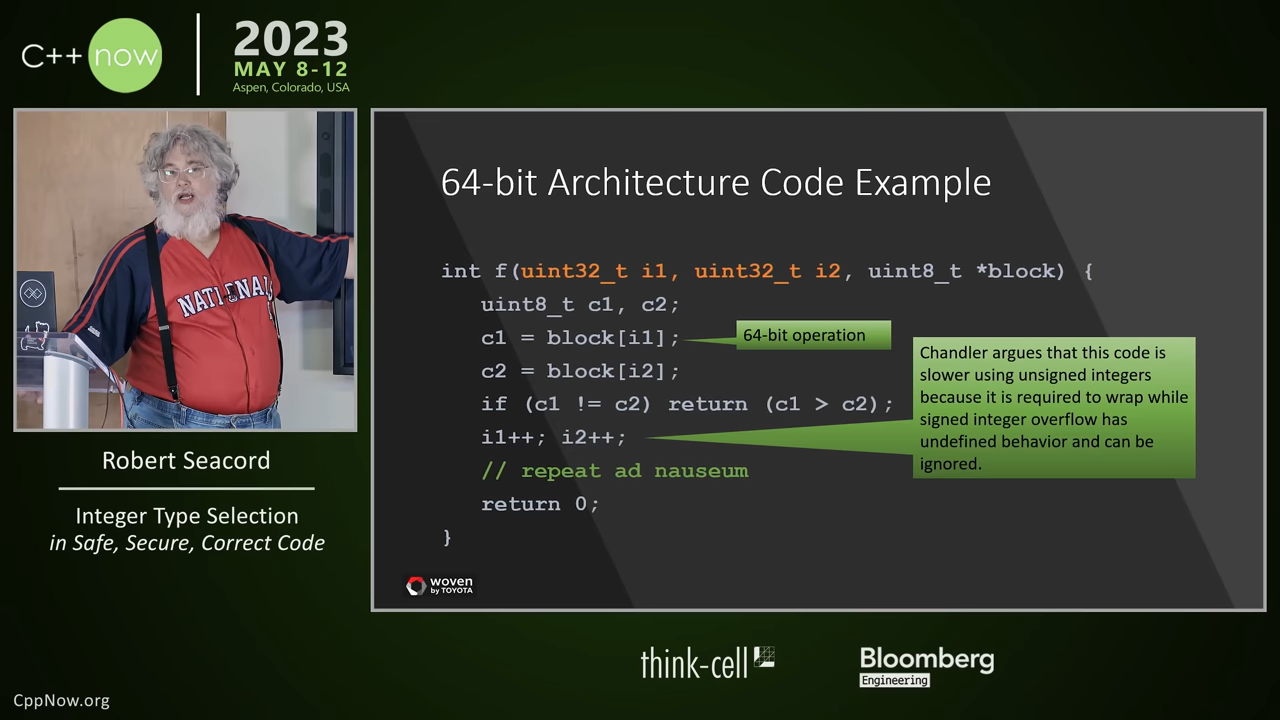 C++ now
2023
MAY 8-12
Aspen, Colorado, USA
NATIONAL
Robert Seacord
Integer Type Selection
in Safe, Secure, Correct Code
64-bit Architecture Code Example
int f(uint32_t i1, uint32_t i2, uint8_t *block) {
uint8_t c1, c2;
c1 = block[i1];
64-bit operation
c2 = block[i2];
if (c1 != c2) return (c1 > c2);
i1++; i2++;
Chandler argues that this code is
slower using unsigned integers
because it is required to wrap while
signed integer overflow has
undefined behavior and can be
ignored.
// repeat ad nauseum
return 0;
}
woven
by TOYOTA
think-cell
Bloomberg
Engineering
CppNow.org